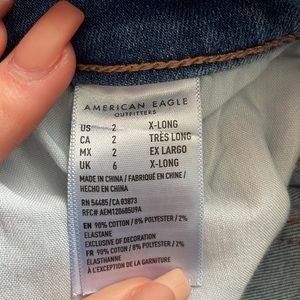 AMERICAN EAGLE
OUTFITTERS
US 2 X-LONG
CA 2 TRÈS LONG
MX 2 EX LARGO
UK 6 X-LONG
MADE IN CHINA / FABRIQUÉ EN CHINE /
HECHO EN CHINA
RN 54485/CA 03873
RFC# AEM120605U9A
EN 90% COTTON / 8% POLYESTER / 2%
ELASTANE
EXCLUSIVE OF DECORATION
FR 90% COTON / 8% POLYESTER / 2%
ÉLASTHANNE
À L'EXCEPTION DE LA GARNITURE